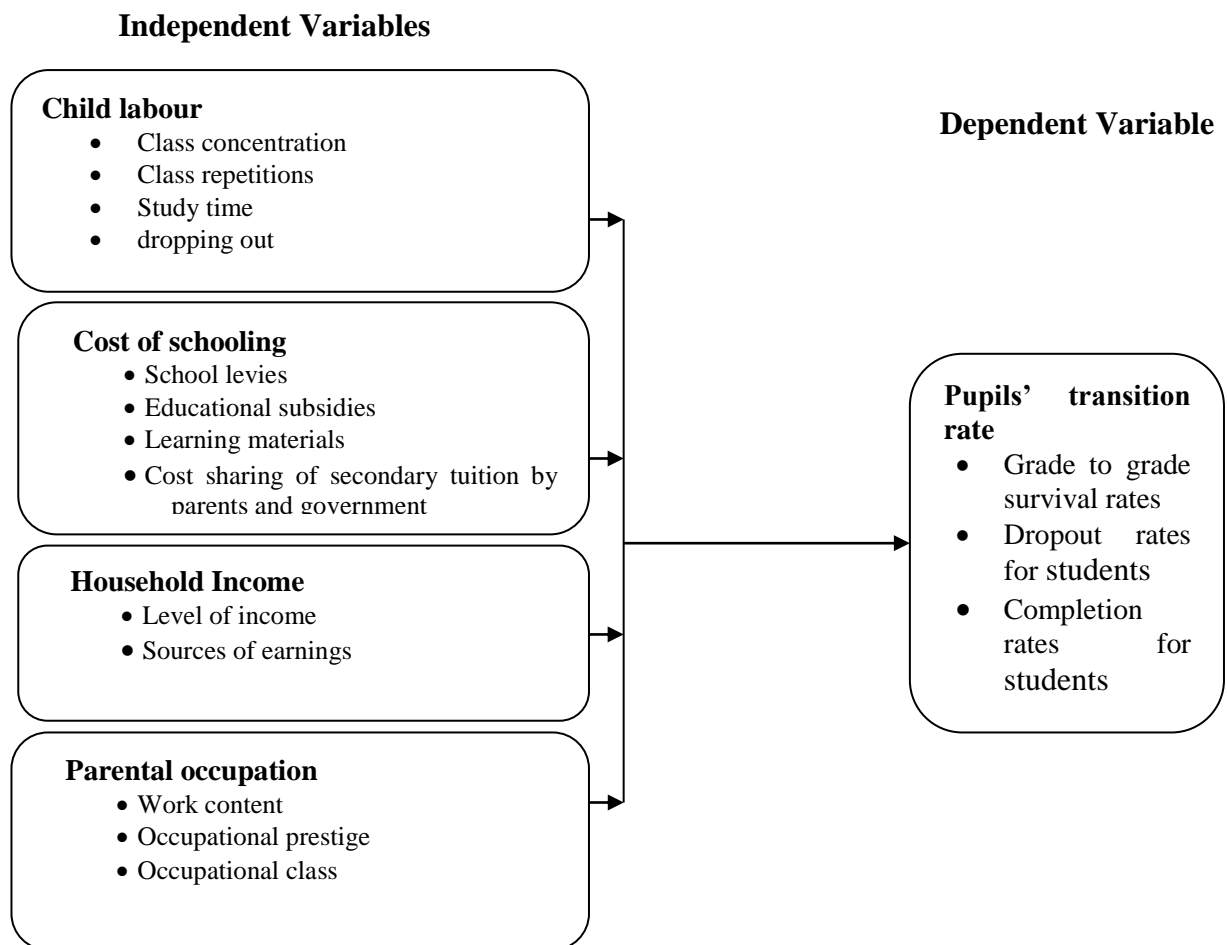 Independent Variables
Child labour
• Class concentration
• Class repetitions
• Study time
• dropping out
Cost of schooling
• School levies
• Educational subsidies
• Learning materials
• Cost sharing of secondary tuition by
parents and government
Household Income
• Level of income
• Sources of earnings
Parental occupation
• Work content
• Occupational prestige
• Occupational class
Dependent Variable
Pupils’ transition
rate
• Grade to grade
survival rates
• Dropout rates
for students
• Completion
rates for
students